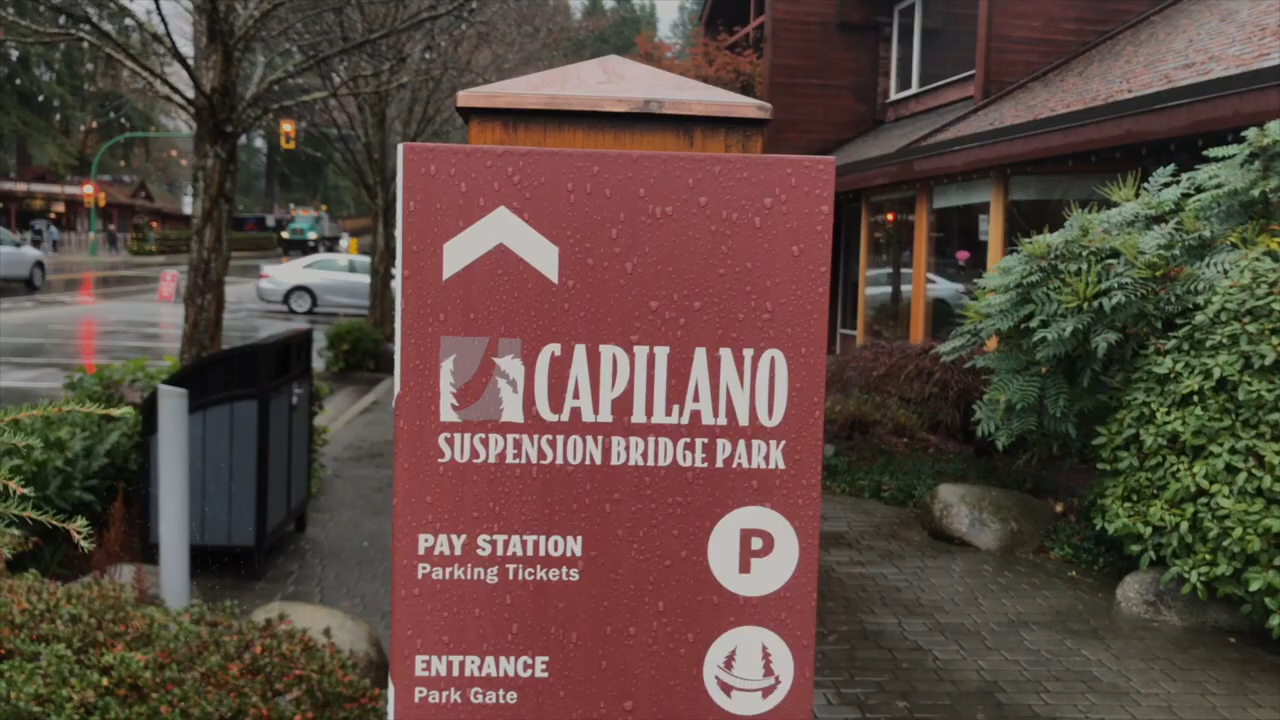 CAPILANO
SUSPENSION BRIDGE PARK
PAY STATION
Parking Tickets
P
ENTRANCE
Park Gate